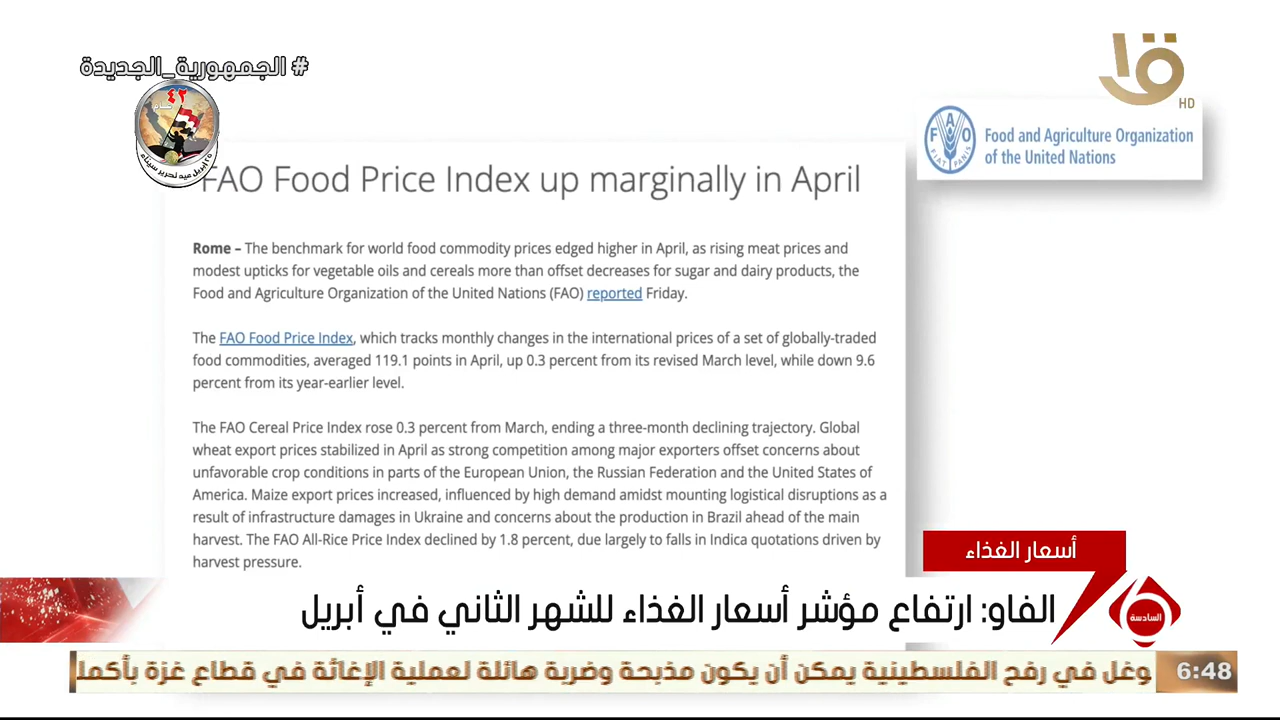 # الجمهورية_الجديدة
٤٢ عام
٢٥ ابريل عيد تحرير سيناء
HD
FAO
FIAT PANIS
Food and Agriculture Organization
of the United Nations
FAO Food Price Index up marginally in April
Rome – The benchmark for world food commodity prices edged higher in April, as rising meat prices and
modest upticks for vegetable oils and cereals more than offset decreases for sugar and dairy products, the
Food and Agriculture Organization of the United Nations (FAO) reported Friday.
The FAO Food Price Index, which tracks monthly changes in the international prices of a set of globally-traded
food commodities, averaged 119.1 points in April, up 0.3 percent from its revised March level, while down 9.6
percent from its year-earlier level.
The FAO Cereal Price Index rose 0.3 percent from March, ending a three-month declining trajectory. Global
wheat export prices stabilized in April as strong competition among major exporters offset concerns about
unfavorable crop conditions in parts of the European Union, the Russian Federation and the United States of
America. Maize export prices increased, influenced by high demand amidst mounting logistical disruptions as a
result of infrastructure damages in Ukraine and concerns about the production in Brazil ahead of the main
harvest. The FAO All-Rice Price Index declined by 1.8 percent, due largely to falls in Indica quotations driven by
harvest pressure.
أسعار الغذاء
الفاو: ارتفاع مؤشر أسعار الغذاء للشهر الثاني في أبريل
السادسة
وغل في رفح الفلسطينية يمكن أن يكون مذبحة وضربة هائلة لعملية الإغاثة في قطاع غزة بأكملا
6:48